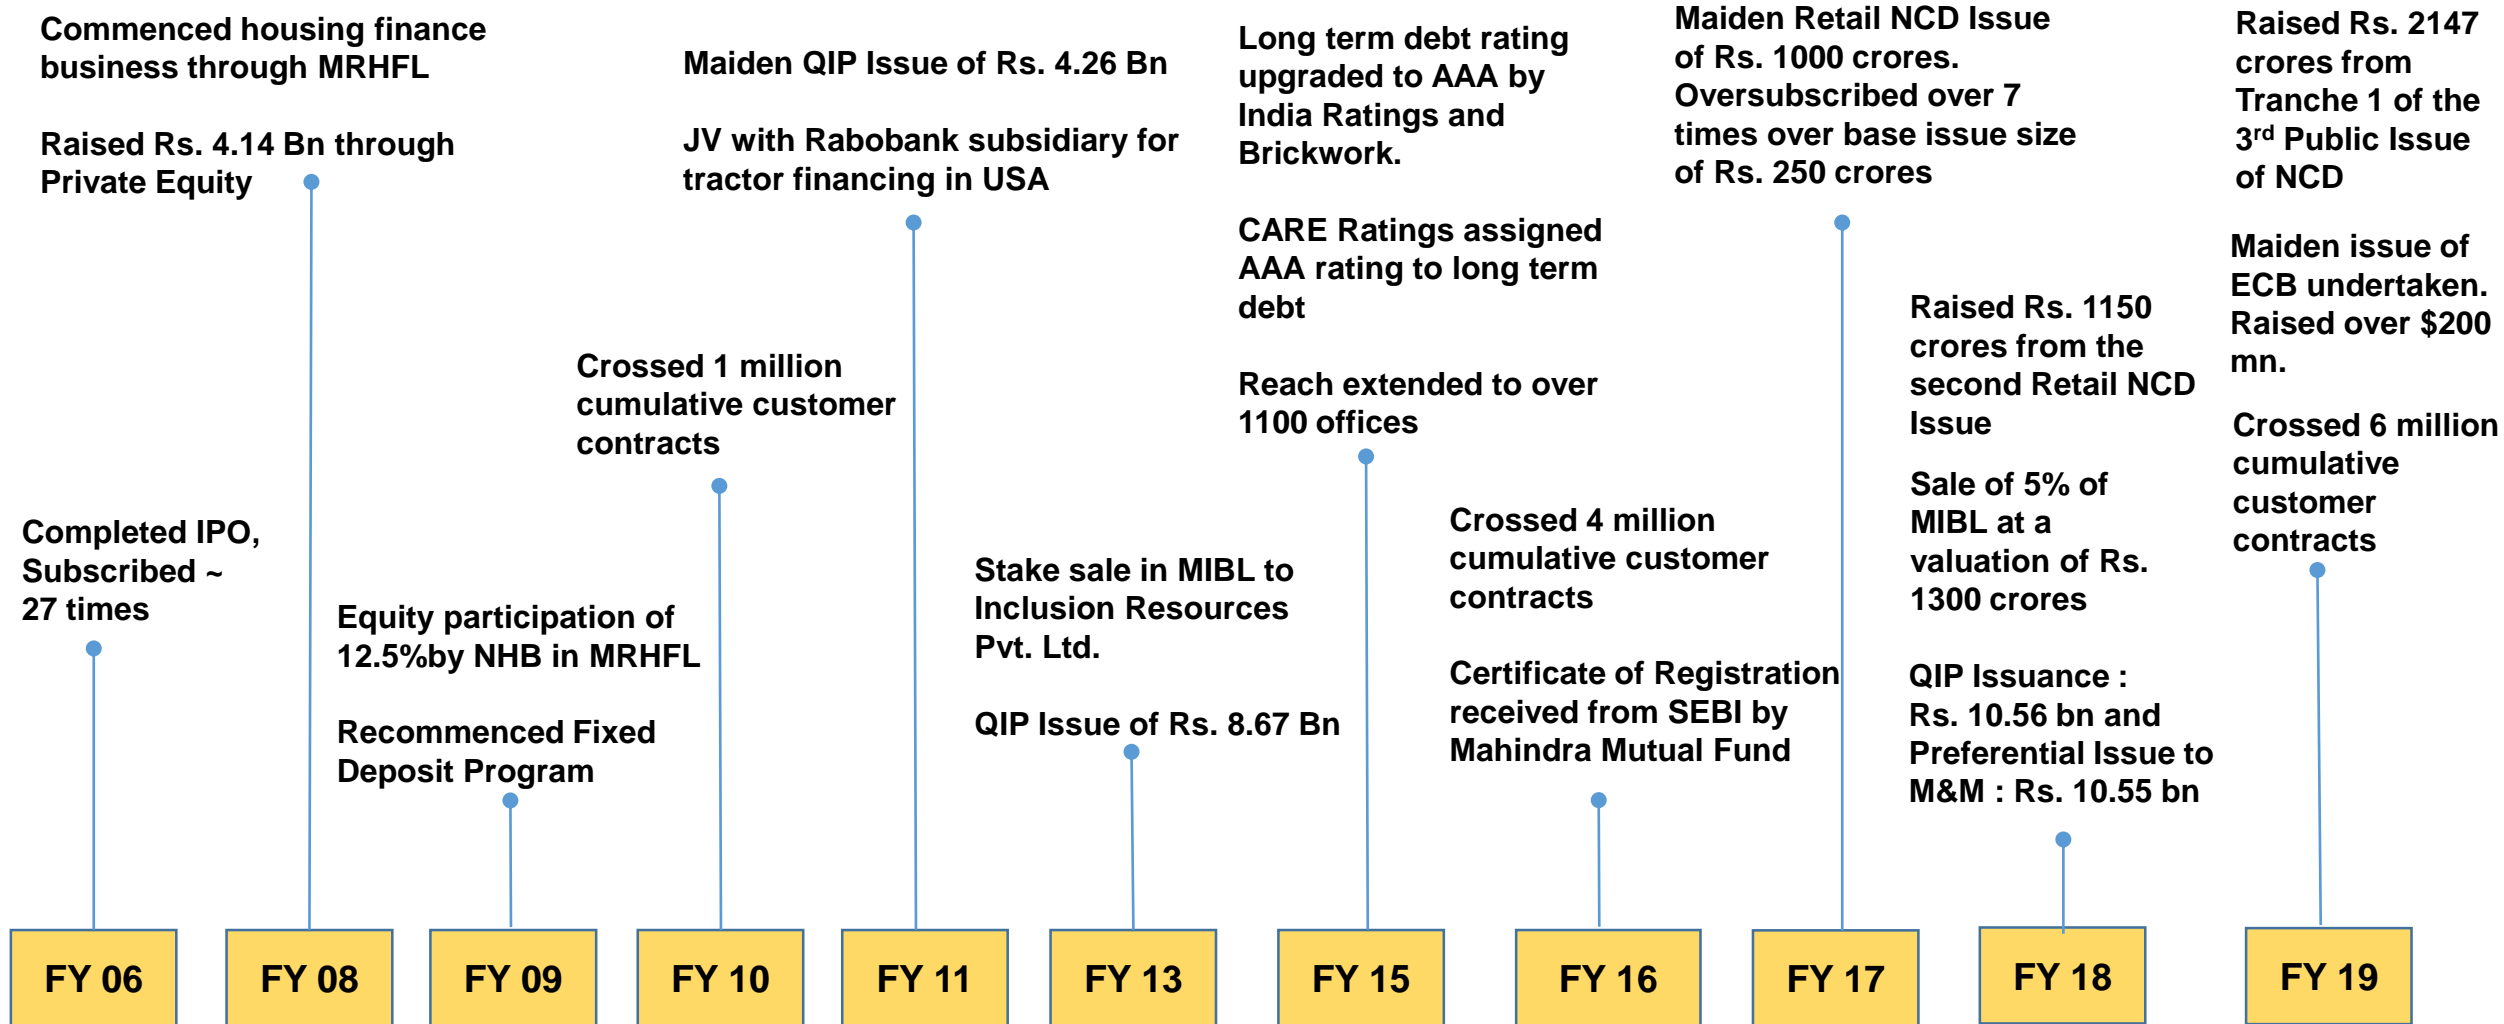 Commenced housing finance
business through MRHFL
Raised Rs. 4.14 Bn through
Private Equity
Maiden QIP Issue of Rs. 4.26 Bn
JV with Rabobank subsidiary for
tractor financing in USA
Long term debt rating
upgraded to AAA by
India Ratings and
Brickwork.
CARE Ratings assigned
AAA rating to long term
debt
Reach extended to over
1100 offices
Maiden Retail NCD Issue
of Rs. 1000 crores.
Oversubscribed over 7
times over base issue size
of Rs. 250 crores
Raised Rs. 2147
crores from
Tranche 1 of the
3rd Public Issue
of NCD
Maiden issue of
ECB undertaken.
Raised over $200
mn.
Crossed 6 million
cumulative
customer
contracts
Completed IPO,
Subscribed ~
27 times
Equity participation of
12.5%by NHB in MRHFL
Recommenced Fixed
Deposit Program
Crossed 1 million
cumulative customer
contracts
Stake sale in MIBL to
Inclusion Resources
Pvt. Ltd.
QIP Issue of Rs. 8.67 Bn
Crossed 4 million
cumulative customer
contracts
Certificate of Registration
received from SEBI by
Mahindra Mutual Fund
Raised Rs. 1150
crores from the
second Retail NCD
Issue
Sale of 5% of
MIBL at a
valuation of Rs.
1300 crores
QIP Issuance :
Rs. 10.56 bn and
Preferential Issue to
M&M : Rs. 10.55 bn
FY 06
FY 08
FY 09
FY 10
FY 11
FY 13
FY 15
FY 16
FY 17
FY 18
FY 19